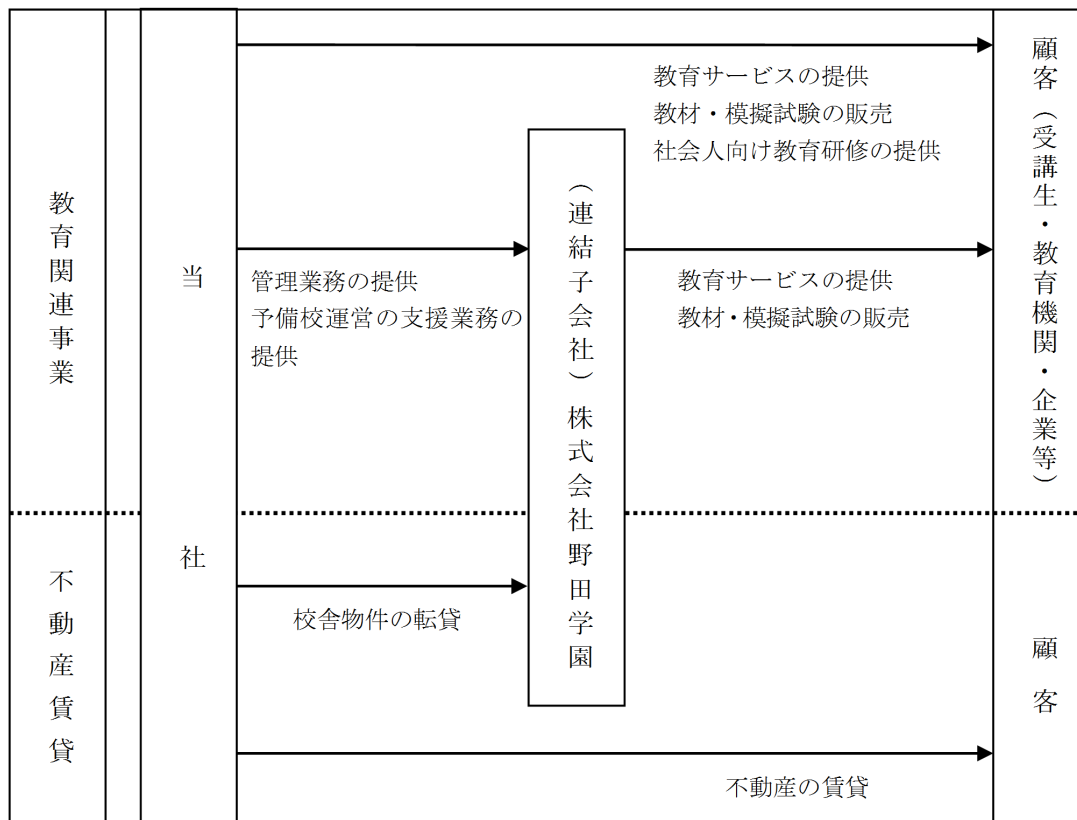 教育関連事業
不動産賃貸
当社
教育サービスの提供
教材・模擬試験の販売
社会人向け教育研修の提供
管理業務の提供
予備校運営の支援業務の
提供
(連結子会社)株式会社野田学園
教育サービスの提供
教材・模擬試験の販売
校舎物件の転貸
不動産の賃貸
顧客(受講生・教育機関・企業等)
顧客